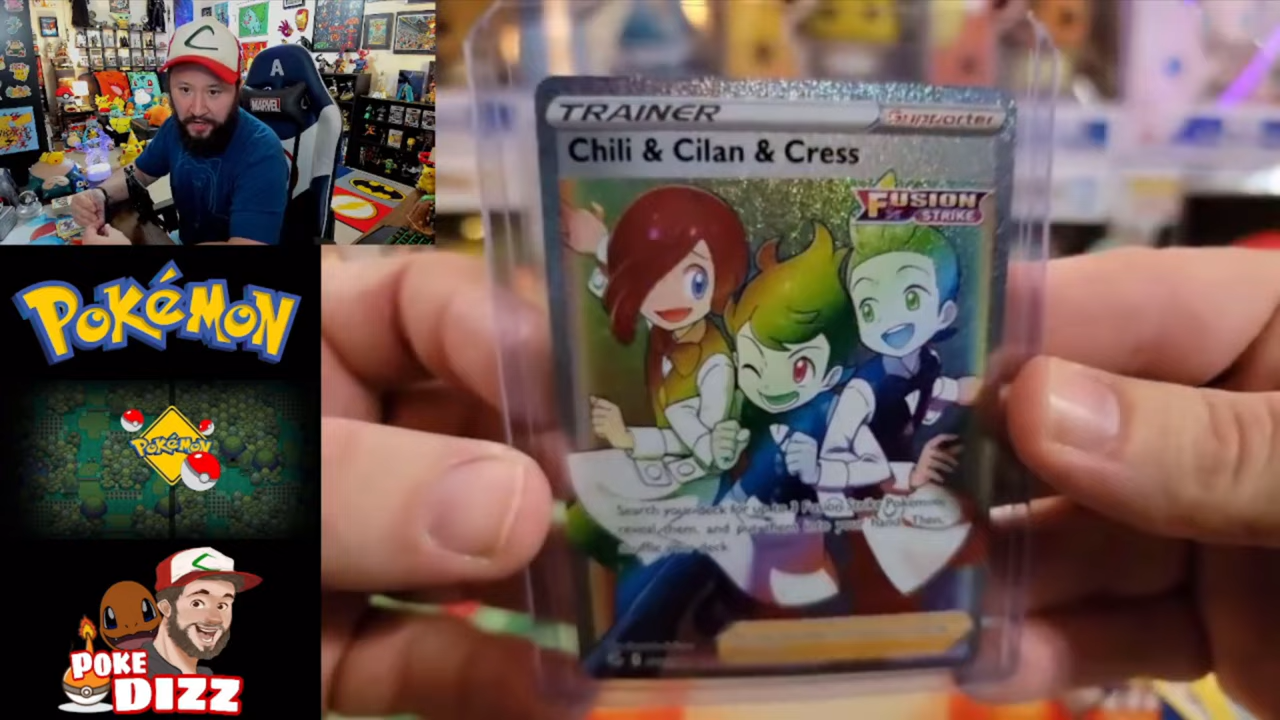 A
MARVEL
POKÉMON
POKÉMON
POKE
DIZZ
TRAINER
Supporter
Chili & Cilan & Cress
FUSION
STRIKE
Search your deck for up to 3 Fusion Strike Pokémon,
reveal them, and put them into your hand. Then,
shuffle your deck.